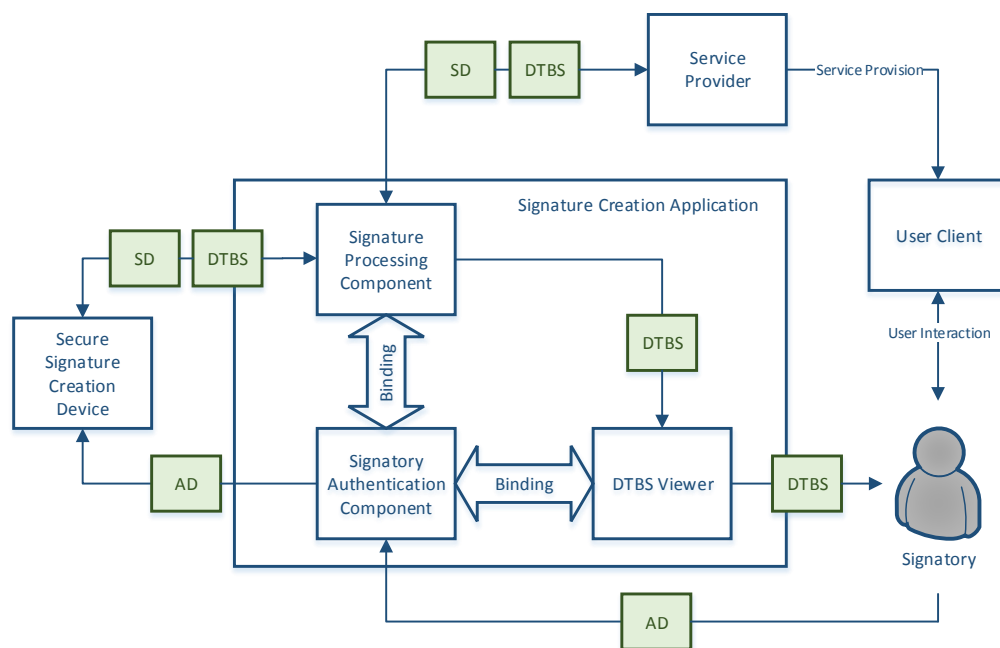 SD
DTBS
Service
Provider
Service Provision
Signature Creation Application
Signature
Processing
Component
User Client
SD
DTBS
Secure
Signature
Creation
Device
Binding
DTBS
User Interaction
AD
Signatory
Authentication
Component
Binding
DTBS Viewer
DTBS
Signatory
AD